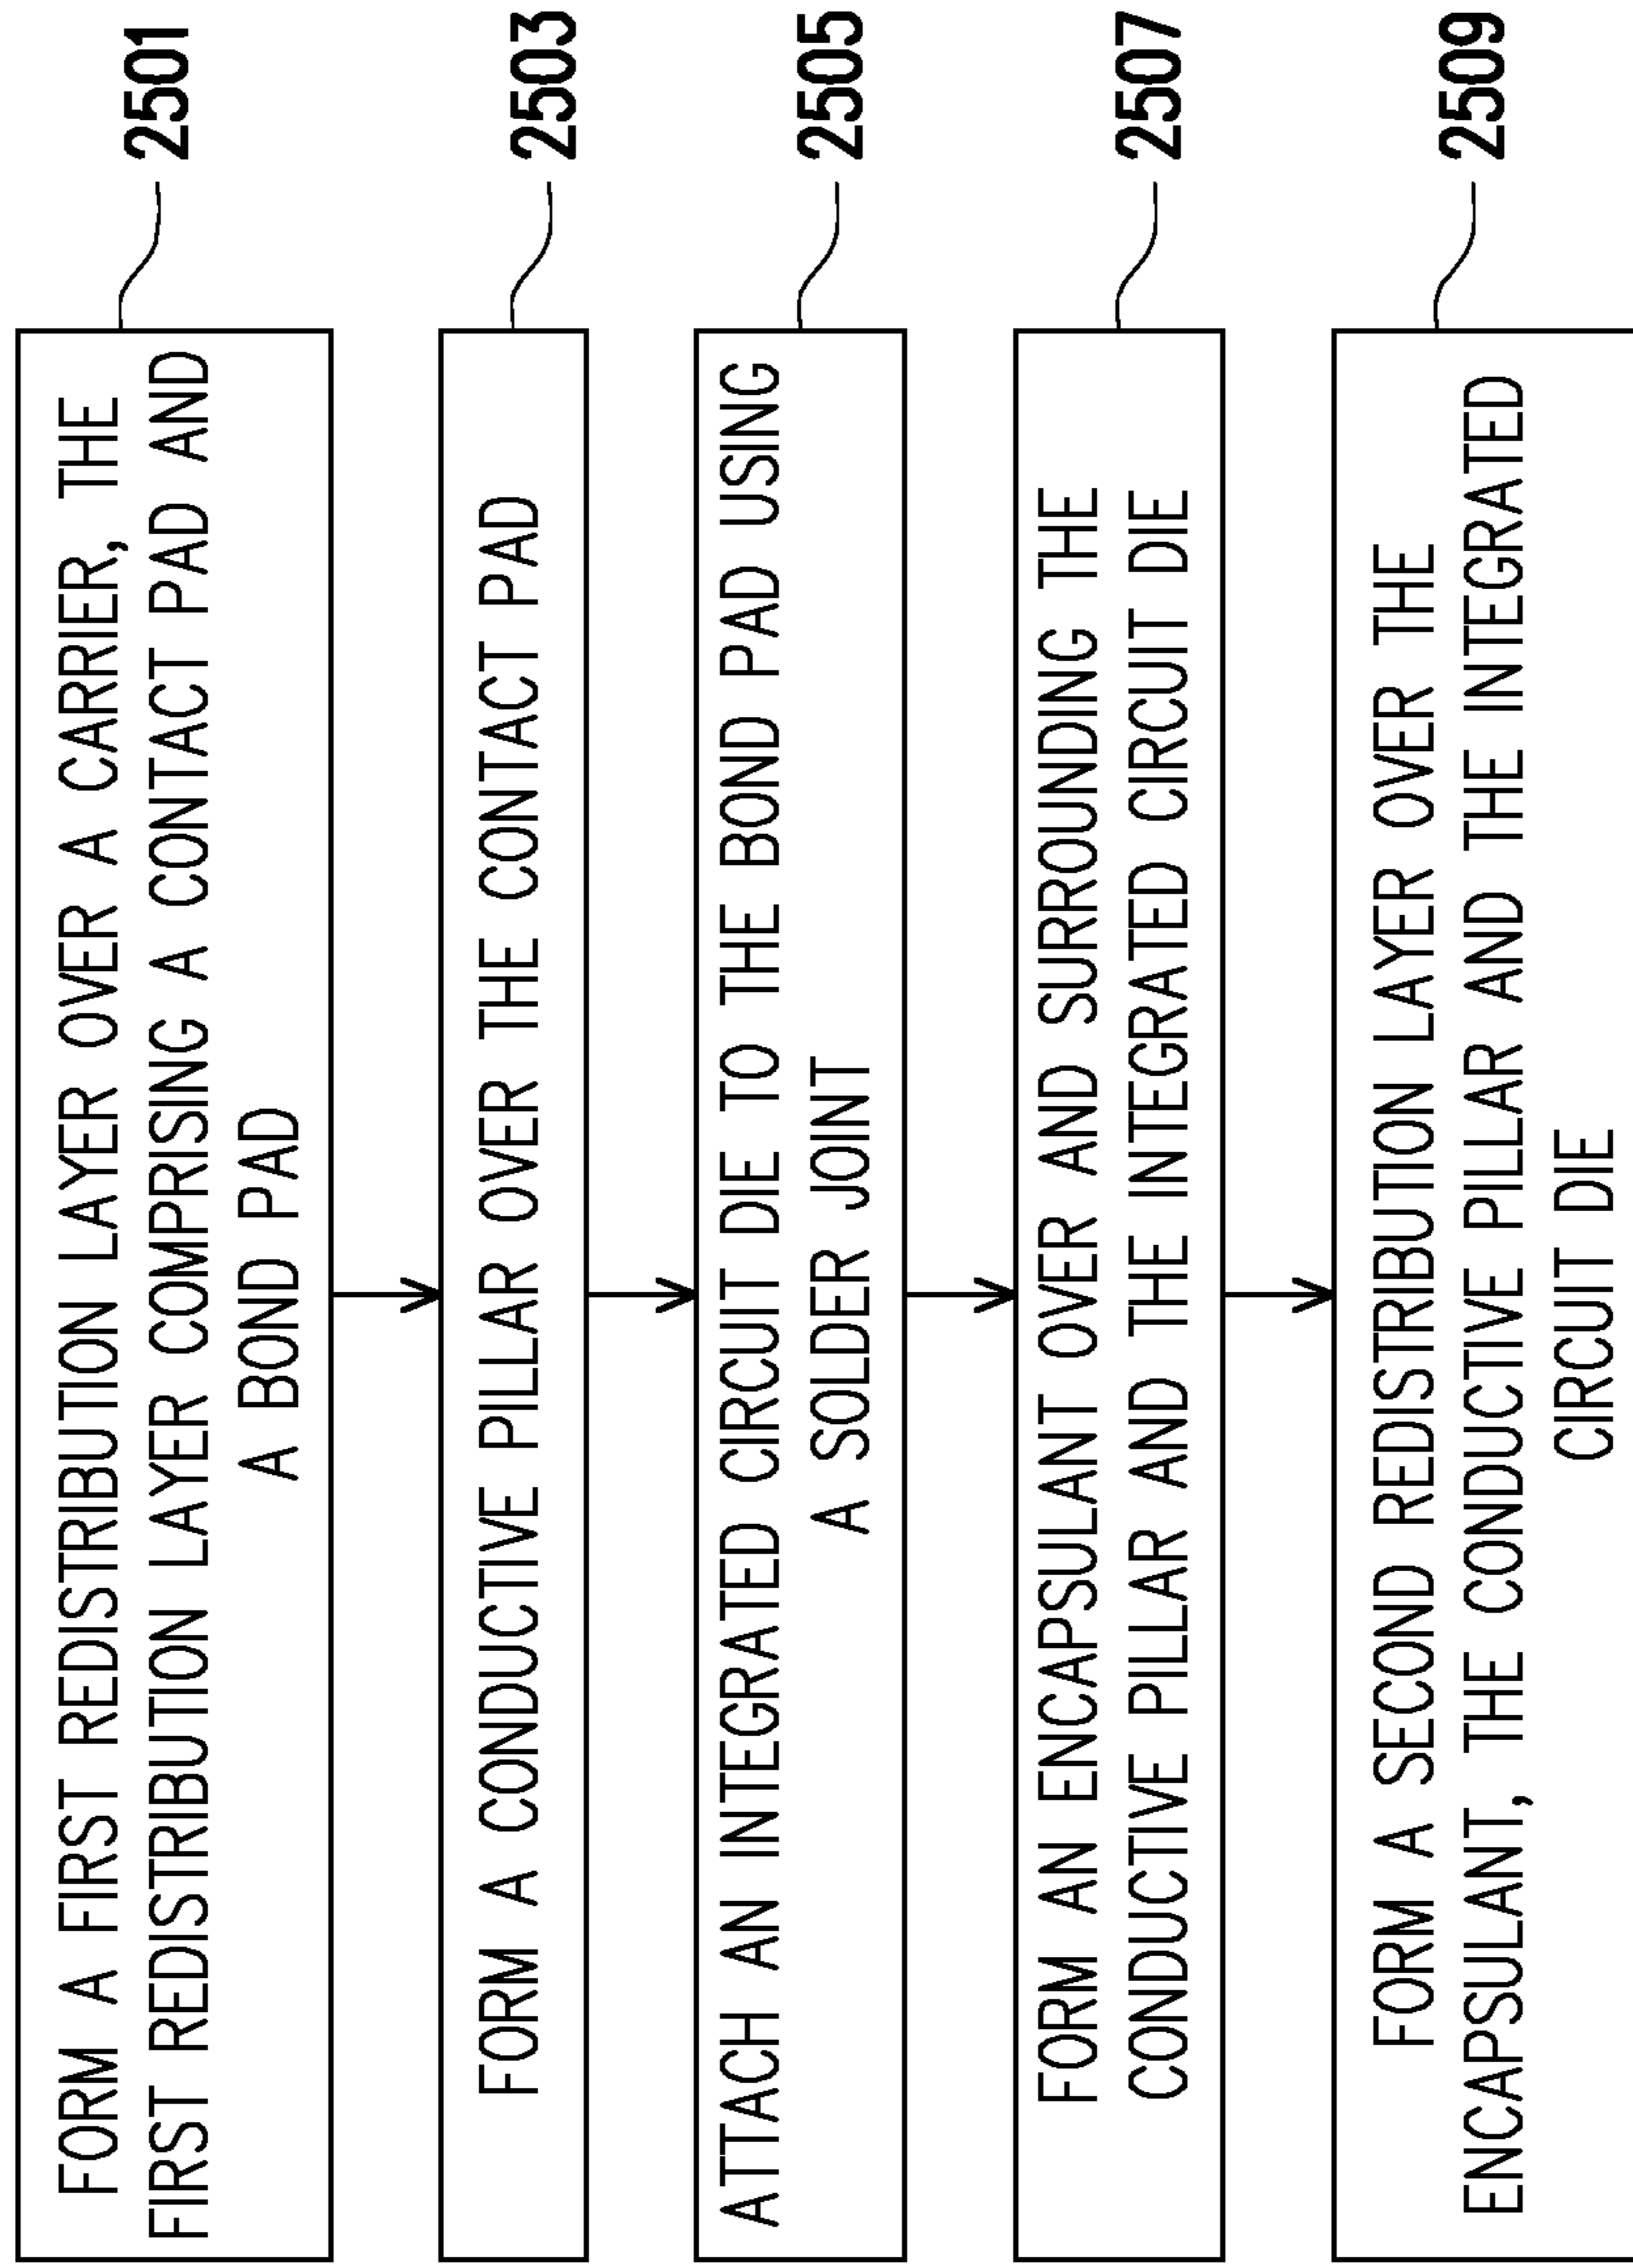 FORM A FIRST REDISTRIBUTION LAYER OVER A CARRIER, THE
FIRST REDISTRIBUTION LAYER COMPRISING A CONTACT PAD AND
A BOND PAD
2501
FORM A CONDUCTIVE PILLAR OVER THE CONTACT PAD
2503
ATTACH AN INTEGRATED CIRCUIT DIE TO THE BOND PAD USING
A SOLDER JOINT
2505
FORM AN ENCAPSULANT OVER AND SURROUNDING THE
CONDUCTIVE PILLAR AND THE INTEGRATED CIRCUIT DIE
2507
FORM A SECOND REDISTRIBUTION LAYER OVER THE
ENCAPSULANT, THE CONDUCTIVE PILLAR AND THE INTEGRATED
CIRCUIT DIE
2509